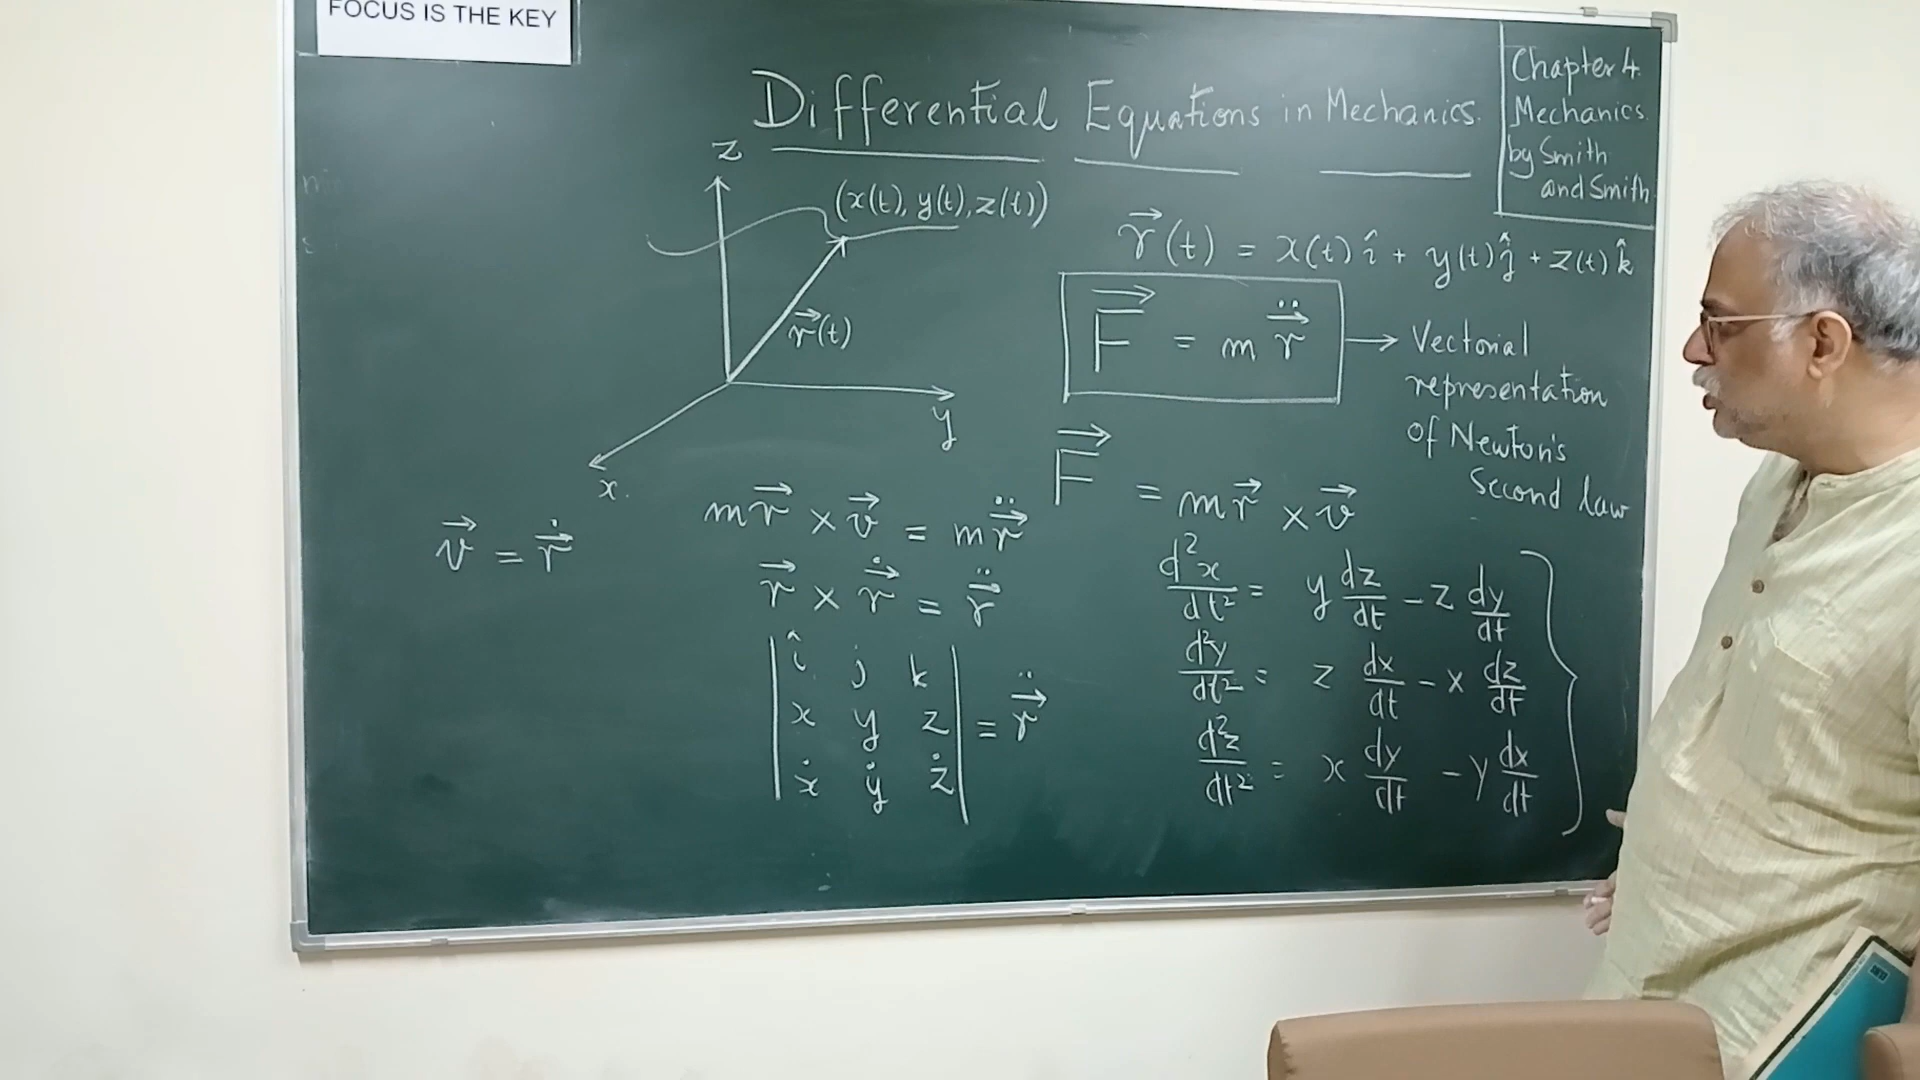 FOCUS IS THE KEY
Differential Equations in Mechanics.
Chapter 4.
Mechanics
by Smith
and Smith
z
(x(t), y(t), z(t))
r⃗(t)
y
x.
r⃗(t) = x(t)î + y(t)ĵ + z(t)k̂
F⃗ = m r⃗̈ → Vectorial
representation
of Newton's
Second law
F⃗ = m r⃗ × v⃗
v⃗ = r⃗̇
m r⃗ × v⃗ = m r⃗̈
r⃗ × r⃗̇ = r⃗̈
| î j k |
| x y z | = r⃗̈
| ẋ ẏ ż |
d²x/dt² = y dz/dt - z dy/dt
d²y/dt² = z dx/dt - x dz/dt
d²z/dt² = x dy/dt - y dx/dt